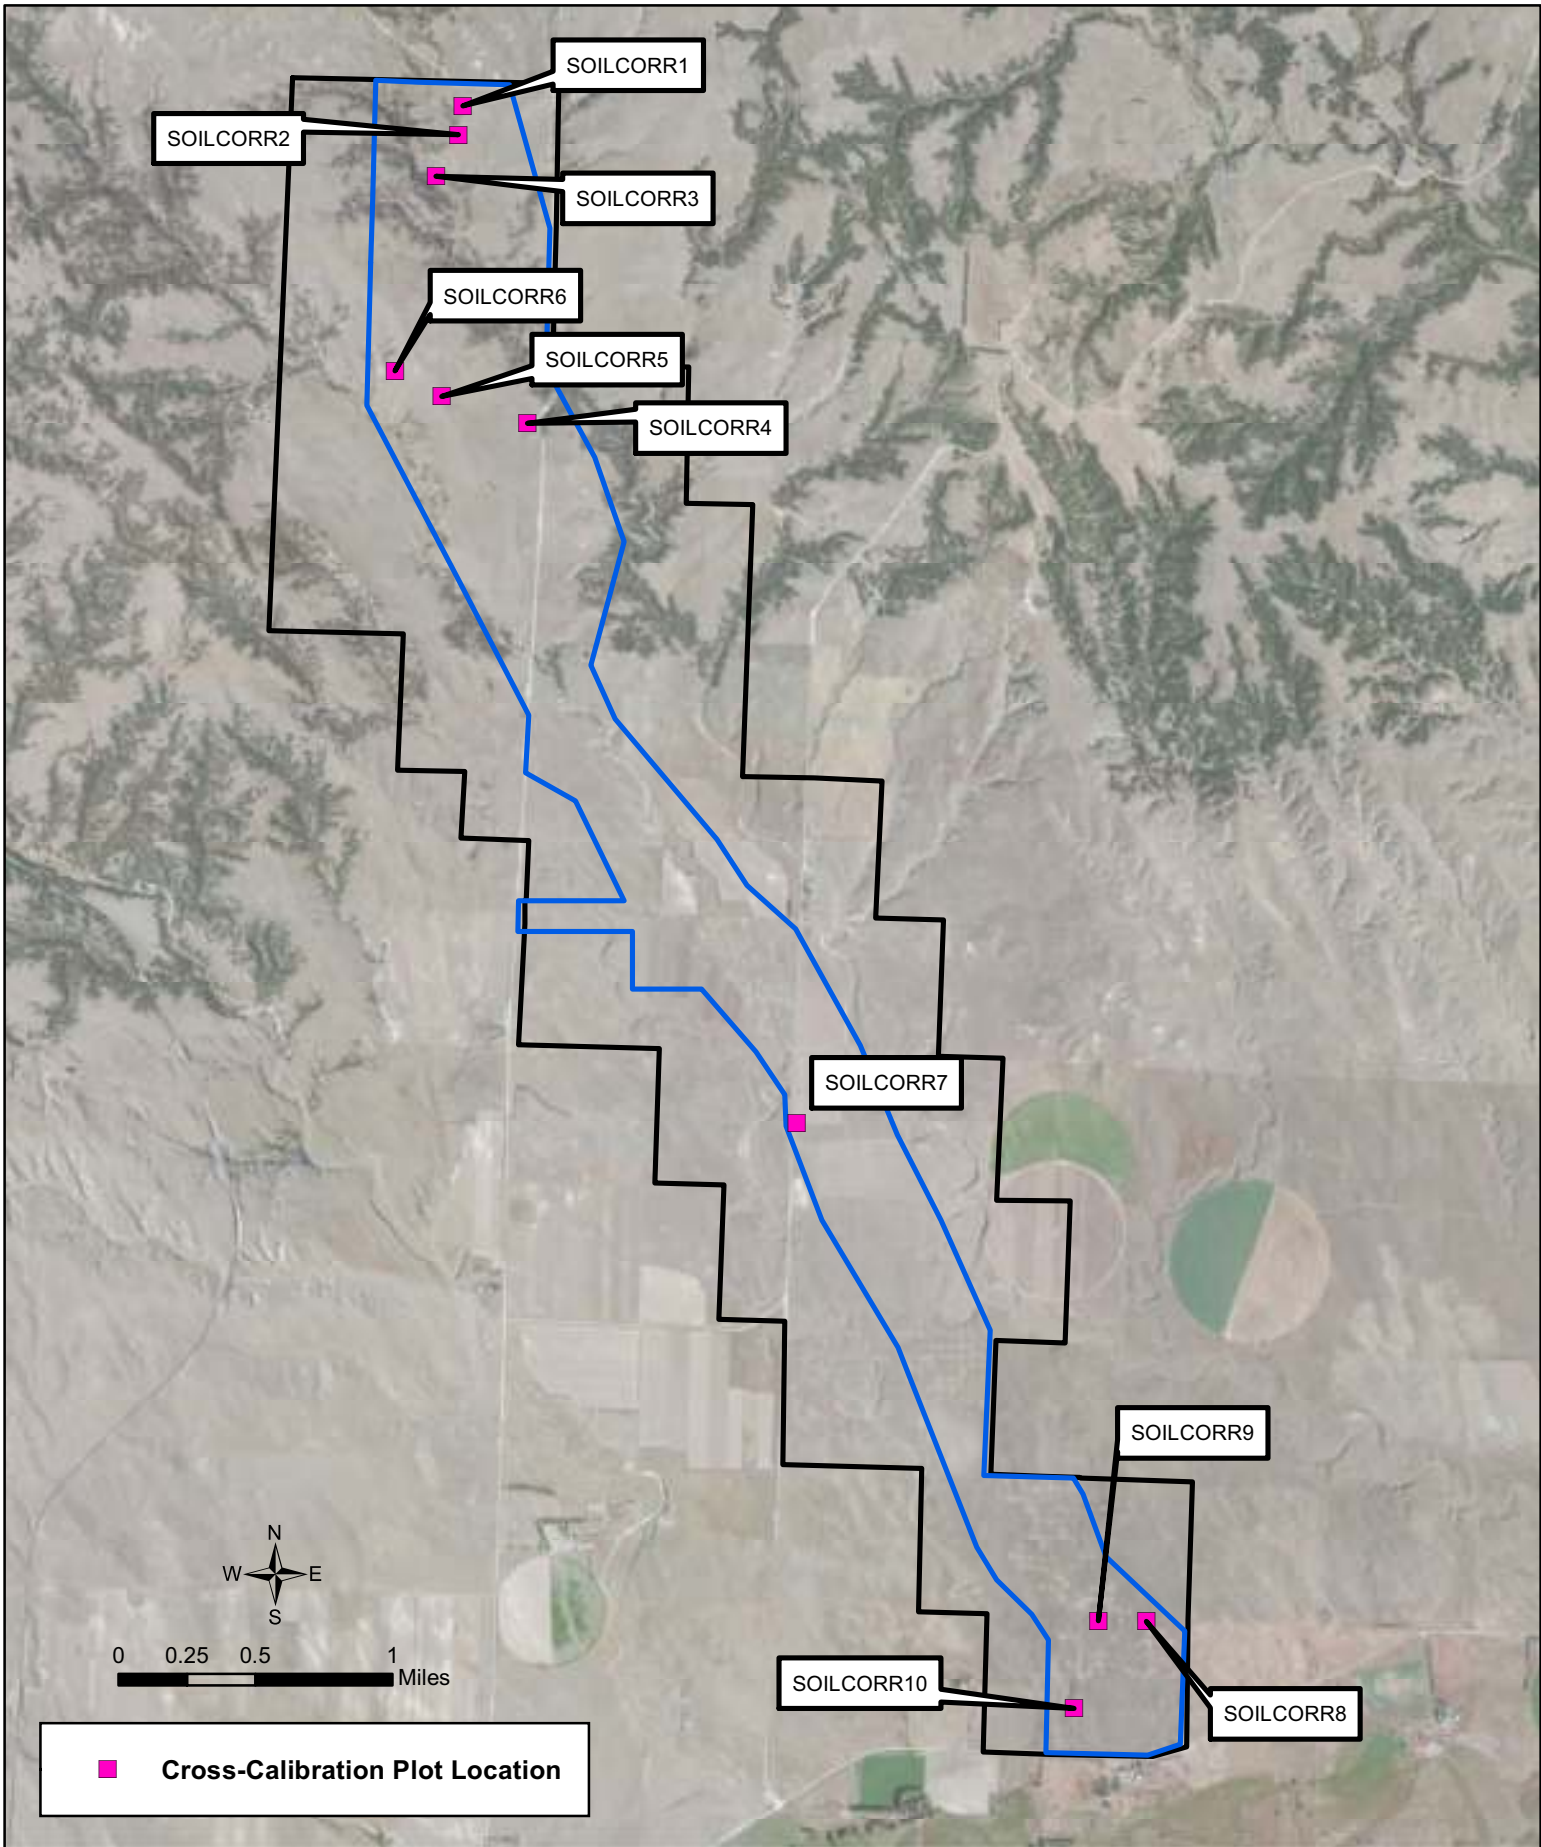 SOILCORR1
SOILCORR2
SOILCORR3
SOILCORR6
SOILCORR5
SOILCORR4
SOILCORR7
SOILCORR9
N
W E
S
0 0.25 0.5 1
Miles
SOILCORR10
SOILCORR8
Cross-Calibration Plot Location